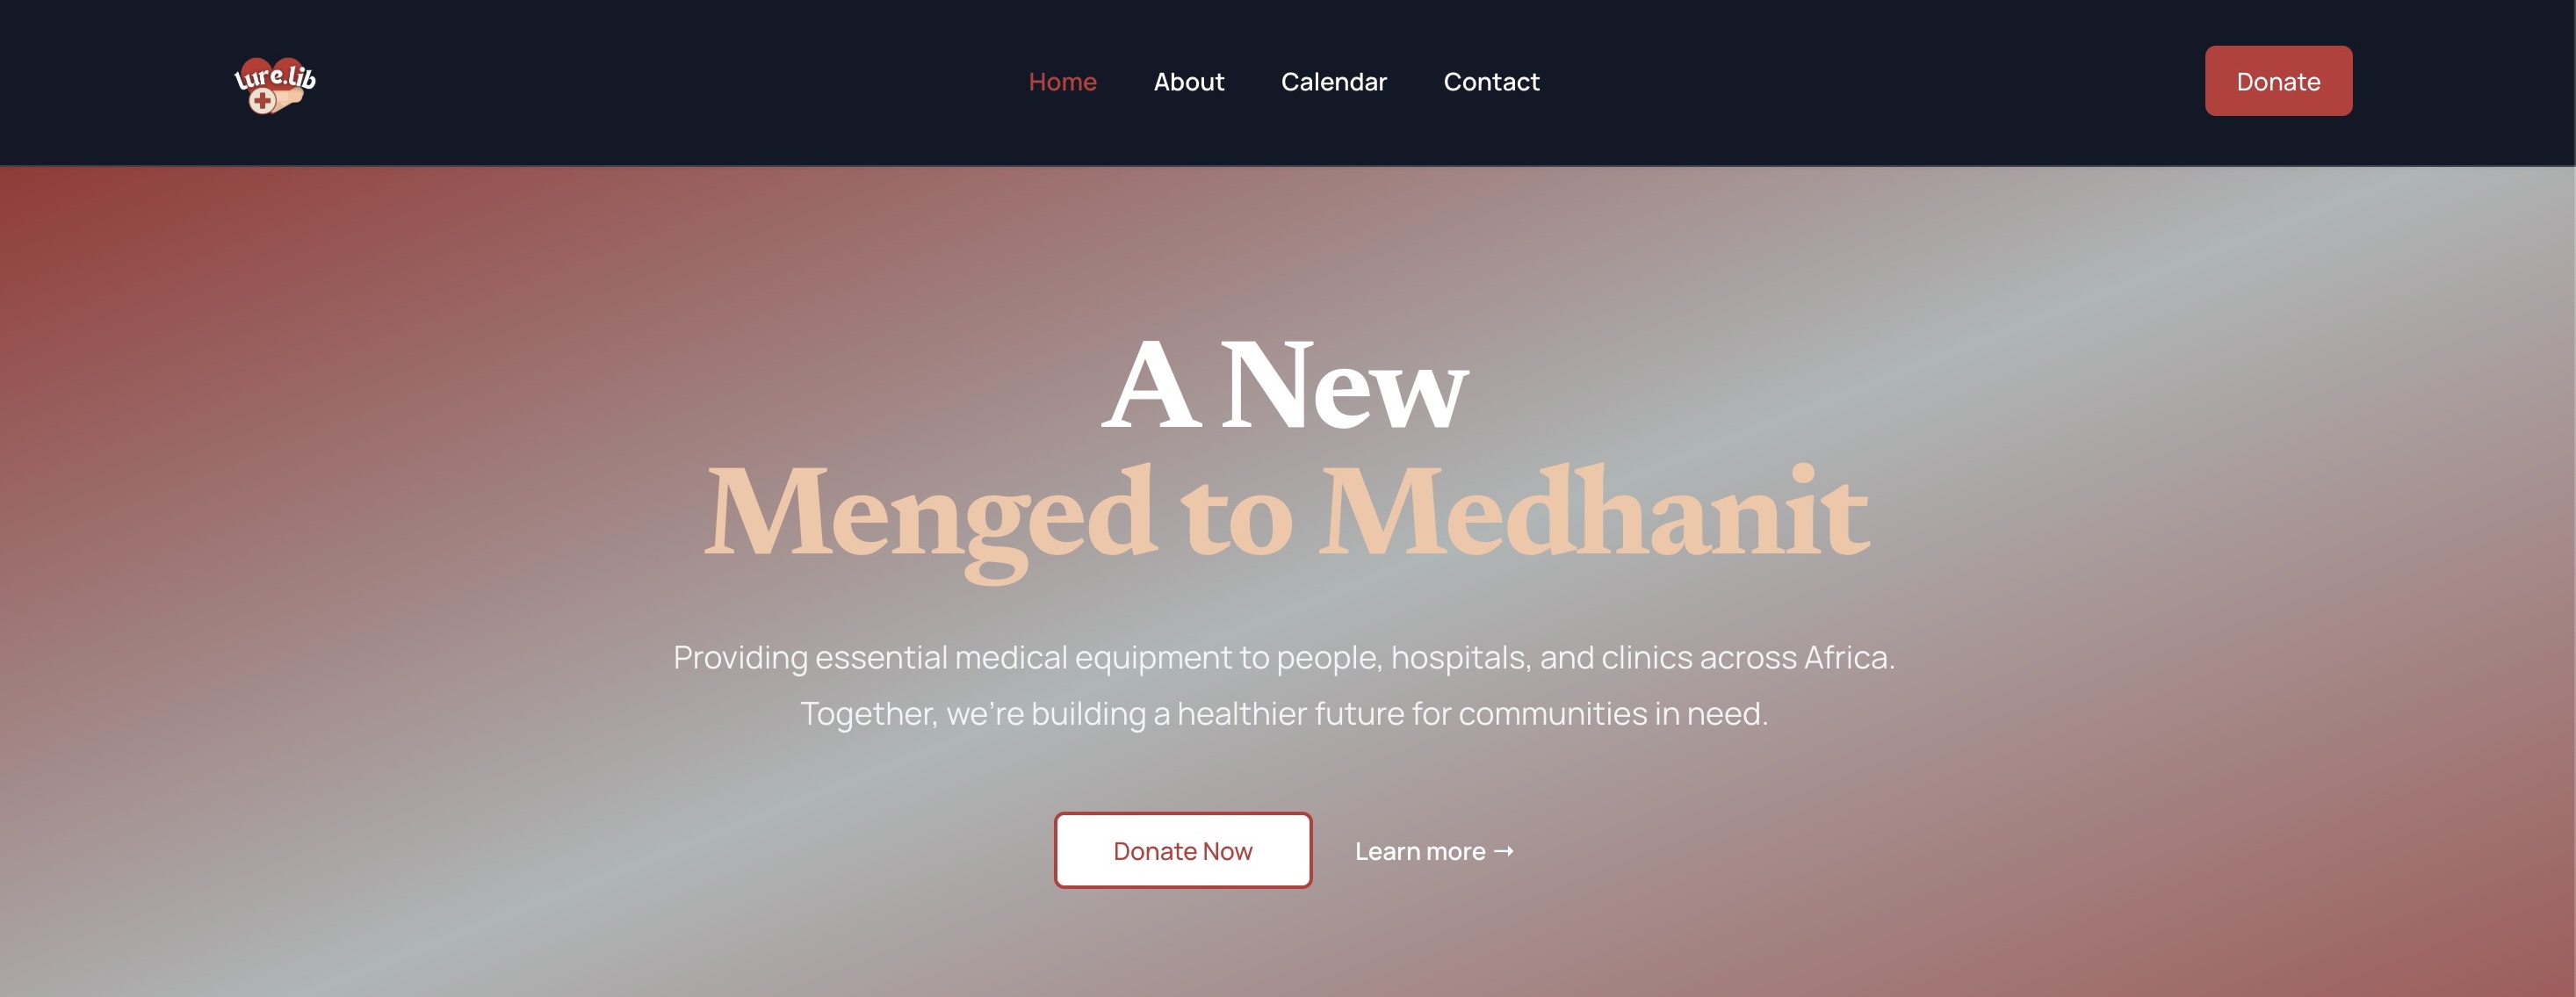 Lure.lib
Home About Calendar Contact
Donate
A New
Menged to Medhanit
Providing essential medical equipment to people, hospitals, and clinics across Africa.
Together, we're building a healthier future for communities in need.
Donate Now
Learn more →